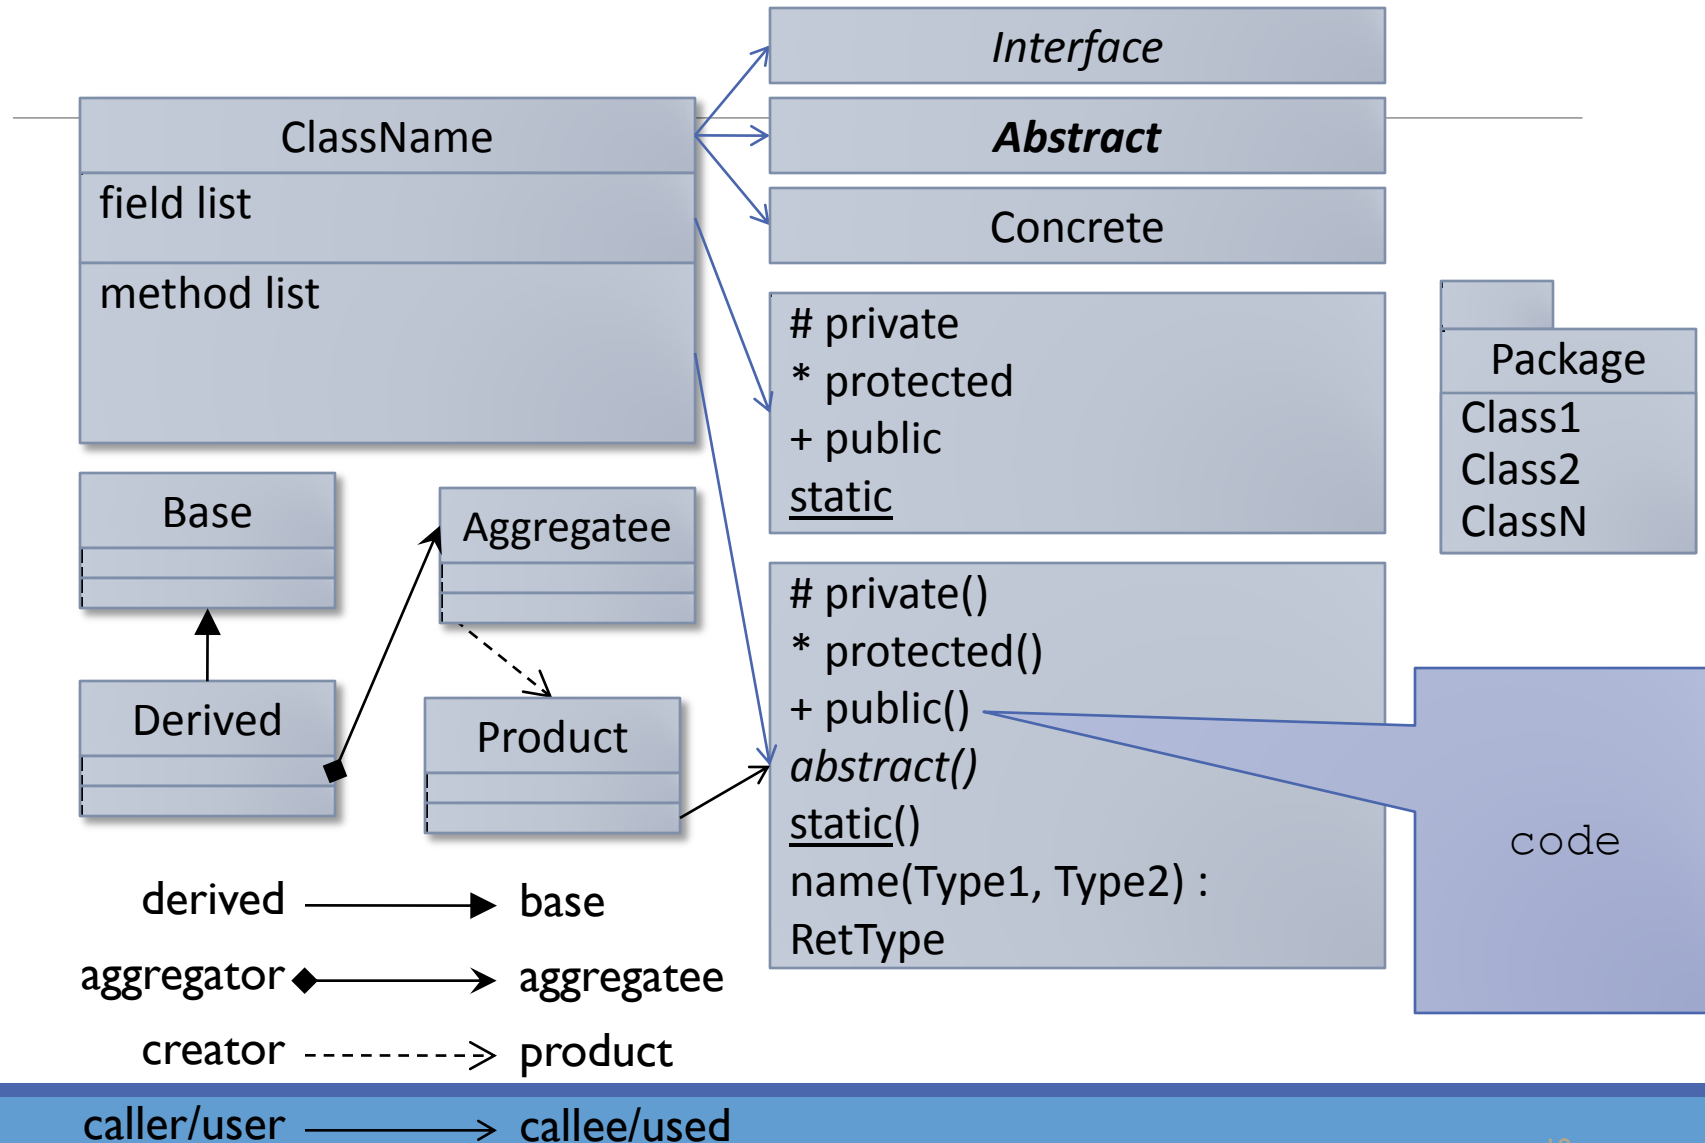 Interface
ClassName
Abstract
field list
Concrete
method list
# private
* protected
+ public
static
Package
Class1
Class2
ClassN
Base
Aggregatee
Derived
Product
# private()
* protected()
+ public()
abstract()
static()
name(Type1, Type2) :
RetType
code
derived base
aggregator aggregatee
creator product
caller/user callee/used